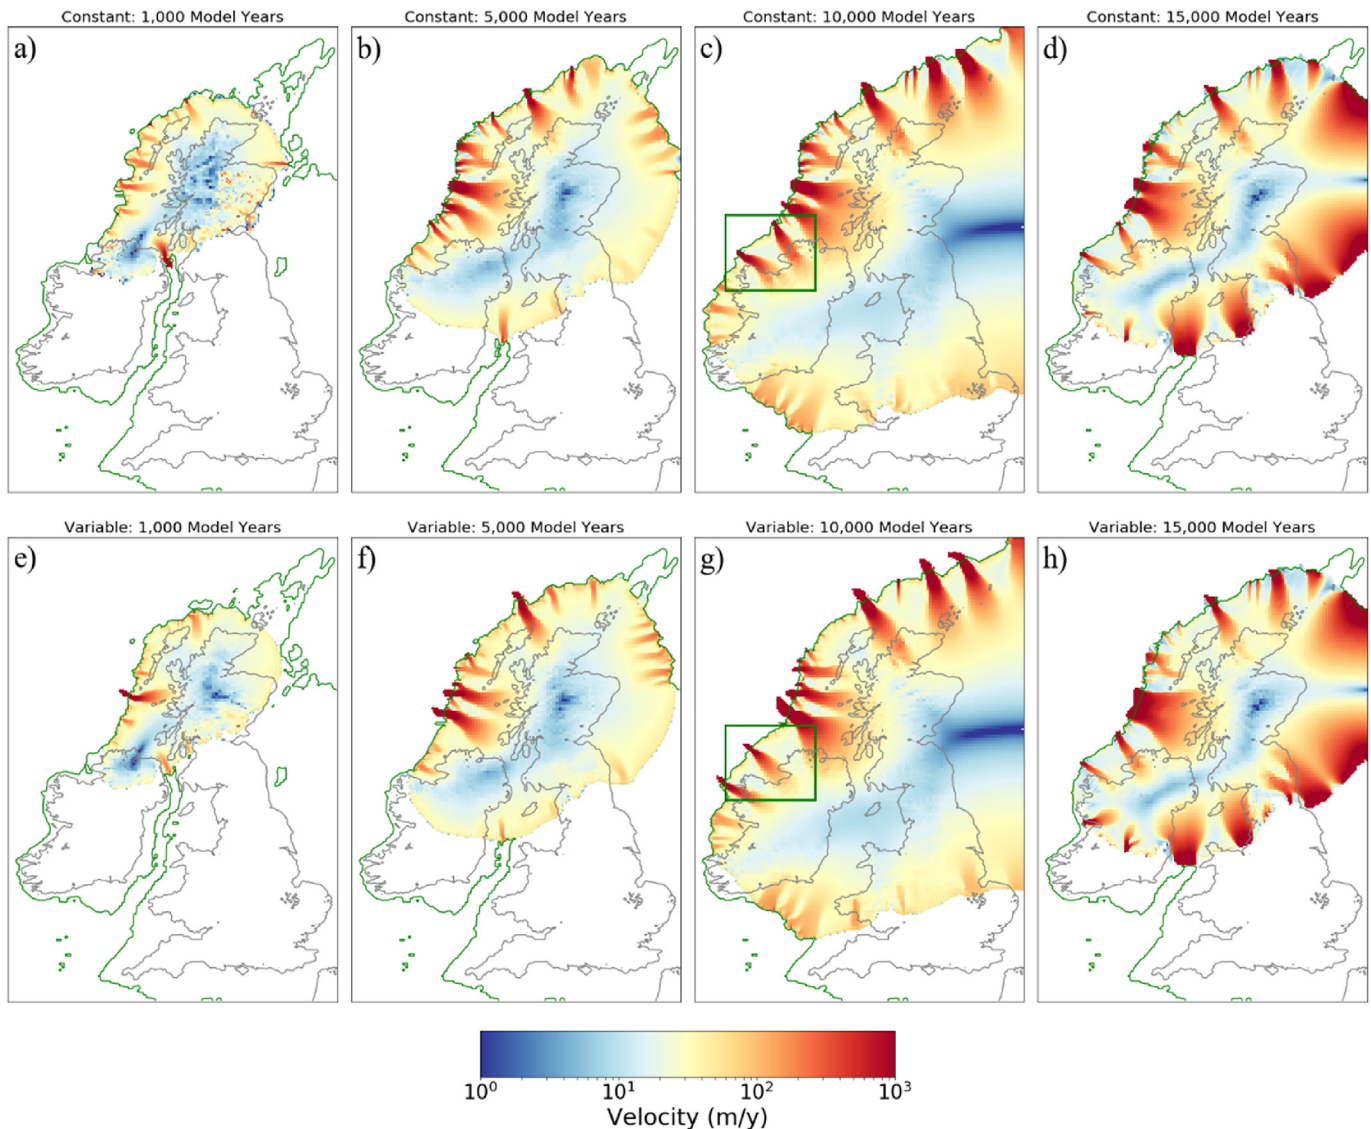 Constant: 1,000 Model Years
Constant: 5,000 Model Years
Constant: 10,000 Model Years
Constant: 15,000 Model Years
a)
b)
c)
d)
Variable: 1,000 Model Years
Variable: 5,000 Model Years
Variable: 10,000 Model Years
Variable: 15,000 Model Years
e)
f)
g)
h)
10⁰ 10¹ 10² 10³
Velocity (m/y)